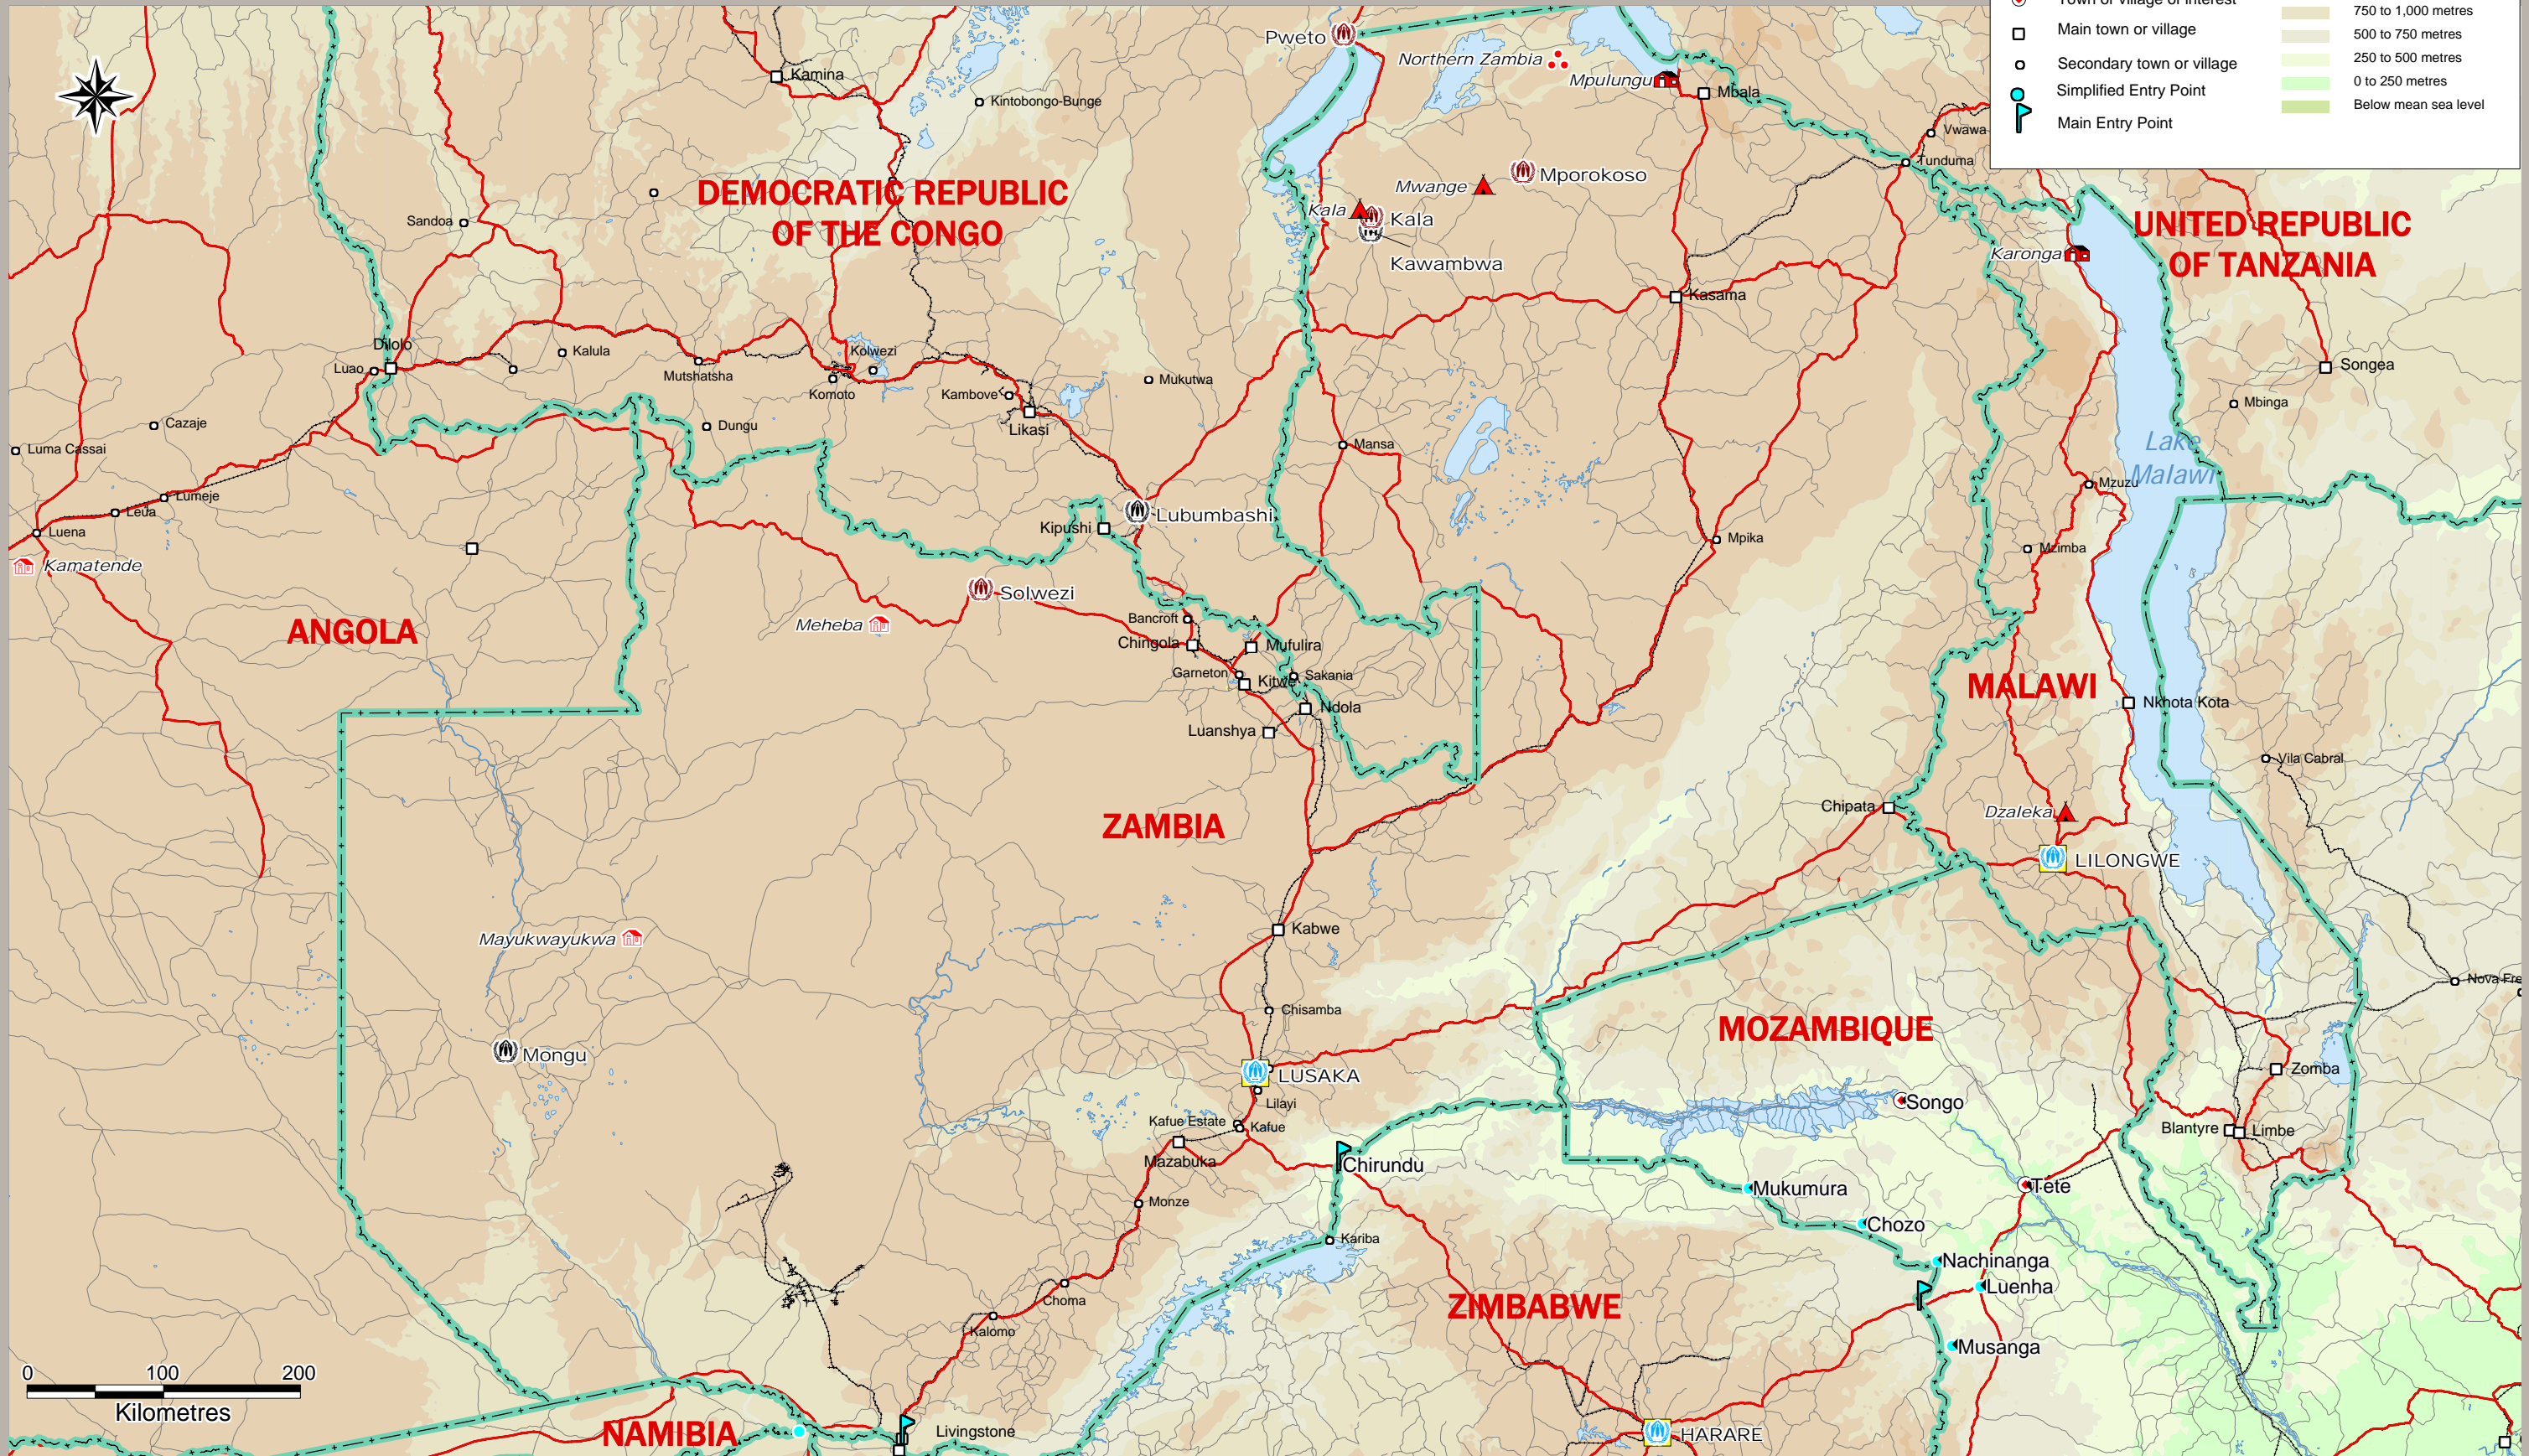 Town or village of interest
Main town or village
Secondary town or village
Simplified Entry Point
Main Entry Point
750 to 1,000 metres
500 to 750 metres
250 to 500 metres
0 to 250 metres
Below mean sea level
Pweto
Northern Zambia
Mpulungu
Mbala
Kamina
Kintobongo-Bunge
Vwawa
Tunduma
DEMOCRATIC REPUBLIC
OF THE CONGO
Mwange
Mporokoso
Kala
Kala
Kawambwa
Sandoa
UNITED REPUBLIC
OF TANZANIA
Karonga
Kasama
Dilolo
Luao
Kalula
Mutshatsha
Kolwezi
Komoto
Kambove
Likasi
Mukutwa
Songea
Mbinga
Cazaje
Luma Cassai
Dungu
Mansa
Lake
Malawi
Mzuzu
Lumeje
Leua
Luena
Kamatende
Lubumbashi
Kipushi
Mpika
Mzimba
Solwezi
Meheba
ANGOLA
Bancroft
Chingola
Mufulira
Garneton
Kitwe
Sakania
Ndola
Luanshya
MALAWI
Nkhota Kota
Vila Cabral
ZAMBIA
Chipata
Dzaleka
LILONGWE
Mayukwayukwa
Kabwe
Nova Fre
Chisamba
MOZAMBIQUE
Mongu
LUSAKA
Lilayi
Zomba
Songo
Kafue Estate
Kafue
Mazabuka
Blantyre
Limbe
Chirundu
Mukumura
Tete
Monze
Chozo
Kariba
Nachinanga
Luenha
Choma
ZIMBABWE
Kalomo
Musanga
0 100 200
Kilometres
NAMIBIA
Livingstone
HARARE